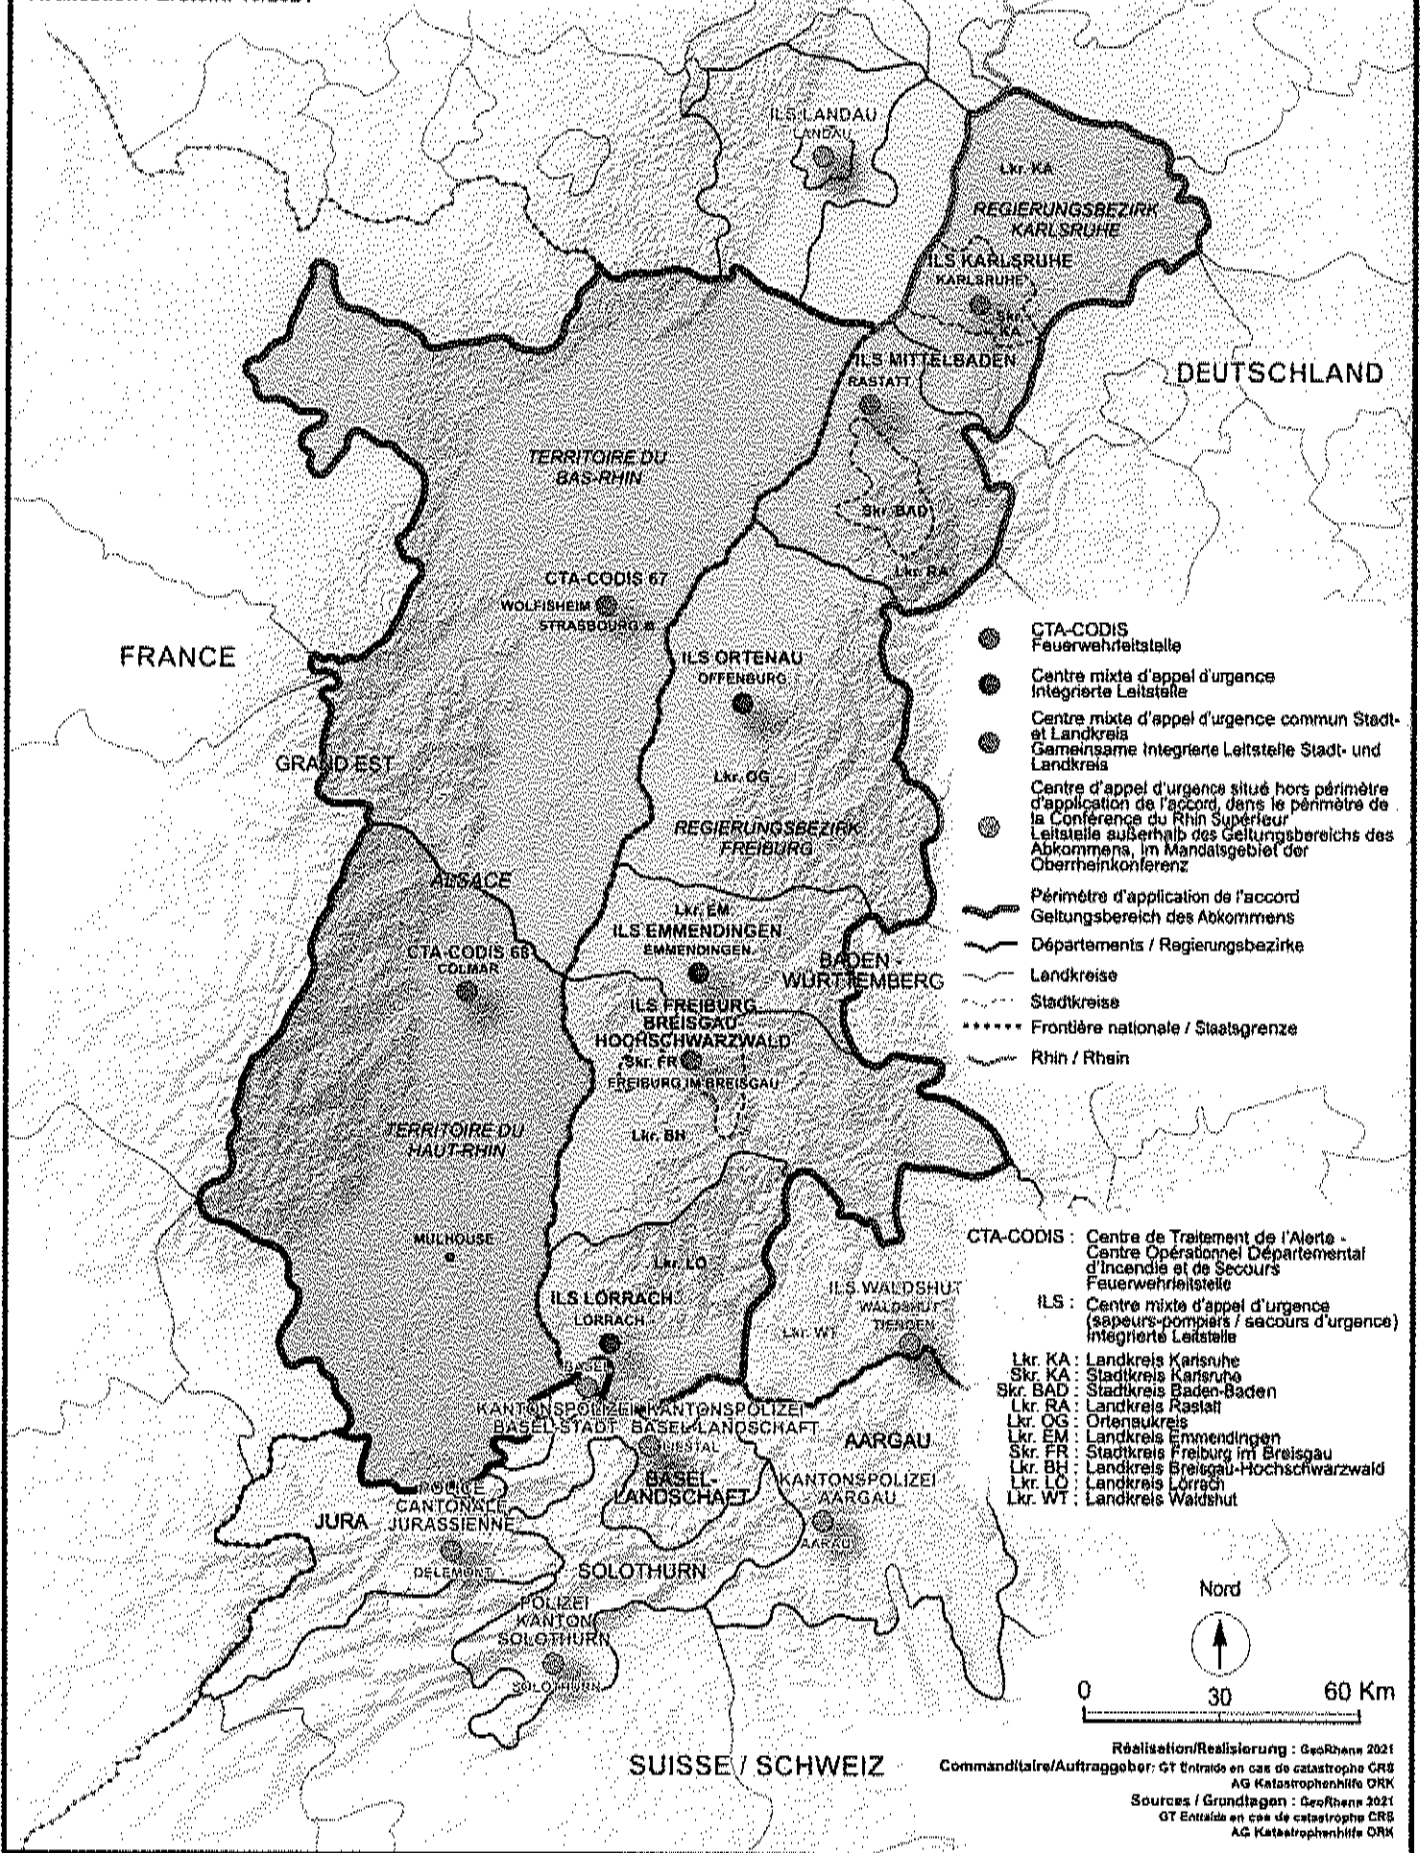 ILS LANDAU
LANDAU
Lkr. KA
REGIERUNGSBEZIRK
KARLSRUHE
ILS KARLSRUHE
KARLSRUHE
Skr.
KA
ILS MITTELBADEN
RASTATT
DEUTSCHLAND
TERRITOIRE DU
BAS-RHIN
Skr. BAD
Lkr. RA
CTA-CODIS 67
WOLFISHEIM
STRASBOURG
FRANCE
ILS ORTENAU
OFFENBURG
GRAND EST
Lkr. OG
REGIERUNGSBEZIRK
FREIBURG
ALSACE
Lkr. EM
ILS EMMENDINGEN
EMMENDINGEN
CTA-CODIS 68
COLMAR
BADEN -
WÜRTTEMBERG
ILS FREIBURG
BREISGAU-
HOCHSCHWARZWALD
Skr. FR
FREIBURG IM BREISGAU
Lkr. BH
TERRITOIRE DU
HAUT-RHIN
MULHOUSE
Lkr. LÖ
ILS LÖRRACH
LÖRRACH
ILS WALDSHUT
WALDSHUT
TIENGEN
Lkr. WT
BASEL
KANTONSPOLIZEI
BASEL-STADT
KANTONSPOLIZEI
BASEL-LANDSCHAFT
LIESTAL
BASEL-
LANDSCHAFT
AARGAU
KANTONSPOLIZEI
AARGAU
AARAU
JURA
POLICE
CANTONALE
JURASSIENNE
DELÉMONT
SOLOTHURN
POLIZEI
KANTON
SOLOTHURN
SOLOTHURN
SUISSE / SCHWEIZ
CTA-CODIS
Feuerwehrleitstelle
Centre mixte d'appel d'urgence
Integrierte Leitstelle
Centre mixte d'appel d'urgence commun Stadt-
et Landkreis
Gemeinsame Integrierte Leitstelle Stadt- und
Landkreis
Centre d'appel d'urgence situé hors périmètre
d'application de l'accord, dans le périmètre de
la Conférence du Rhin Supérieur
Leitstelle außerhalb des Geltungsbereichs des
Abkommens, im Mandatsgebiet der
Oberrheinkonferenz
Périmètre d'application de l'accord
Geltungsbereich des Abkommens
Départements / Regierungsbezirke
Landkreise
Stadtkreise
Frontière nationale / Staatsgrenze
Rhin / Rhein
CTA-CODIS : Centre de Traitement de l'Alerte -
Centre Opérationnel Départemental
d'Incendie et de Secours
Feuerwehrleitstelle
ILS : Centre mixte d'appel d'urgence
(sapeurs-pompiers / secours d'urgence)
Integrierte Leitstelle
Lkr. KA : Landkreis Karlsruhe
Skr. KA : Stadtkreis Karlsruhe
Skr. BAD : Stadtkreis Baden-Baden
Lkr. RA : Landkreis Rastatt
Lkr. OG : Ortenaukreis
Lkr. EM : Landkreis Emmendingen
Skr. FR : Stadtkreis Freiburg im Breisgau
Lkr. BH : Landkreis Breisgau-Hochschwarzwald
Lkr. LÖ : Landkreis Lörrach
Lkr. WT : Landkreis Waldshut
Nord
0 30 60 Km
Réalisation/Realisierung : GeoRhena 2021
Commanditaire/Auftraggeber: GT Entraide en cas de catastrophe CRS
AG Katastrophenhilfe ORK
Sources / Grundlagen : GeoRhena 2021
GT Entraide en cas de catastrophe CRS
AG Katastrophenhilfe ORK